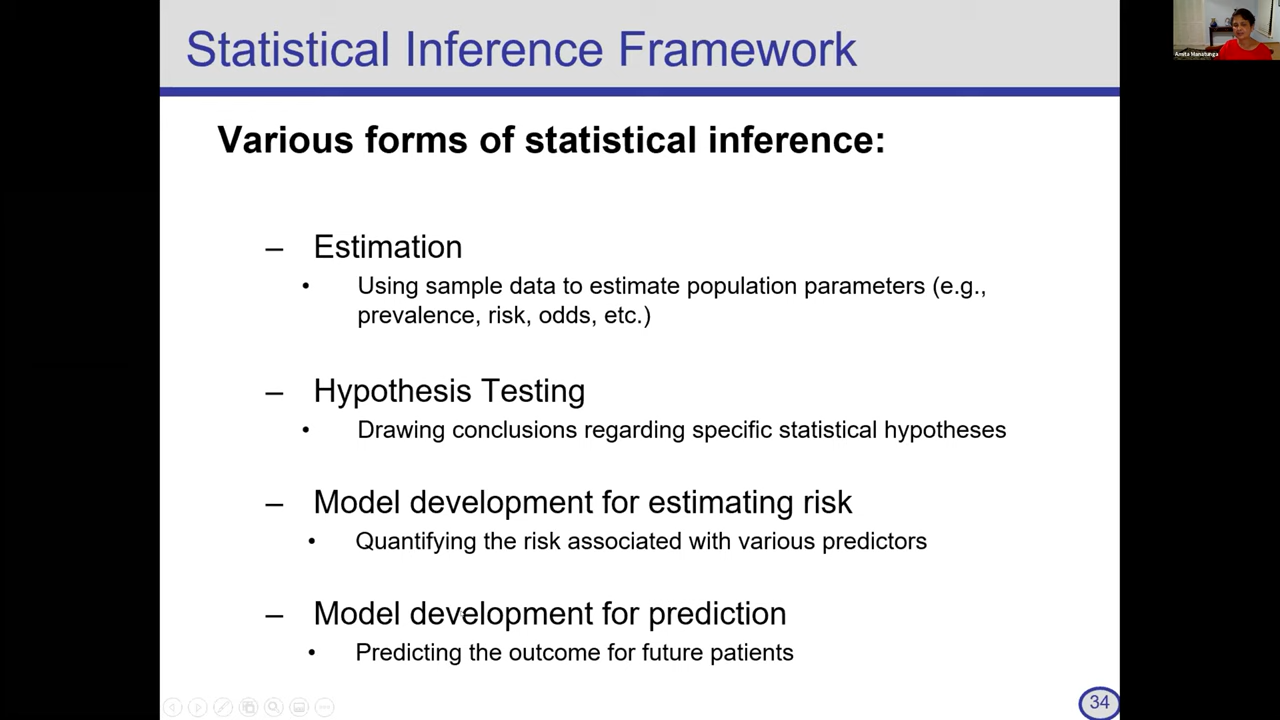 Statistical Inference Framework
Amita Manatunga
Various forms of statistical inference:
– Estimation
• Using sample data to estimate population parameters (e.g.,
prevalence, risk, odds, etc.)
– Hypothesis Testing
• Drawing conclusions regarding specific statistical hypotheses
– Model development for estimating risk
• Quantifying the risk associated with various predictors
– Model development for prediction
• Predicting the outcome for future patients
34